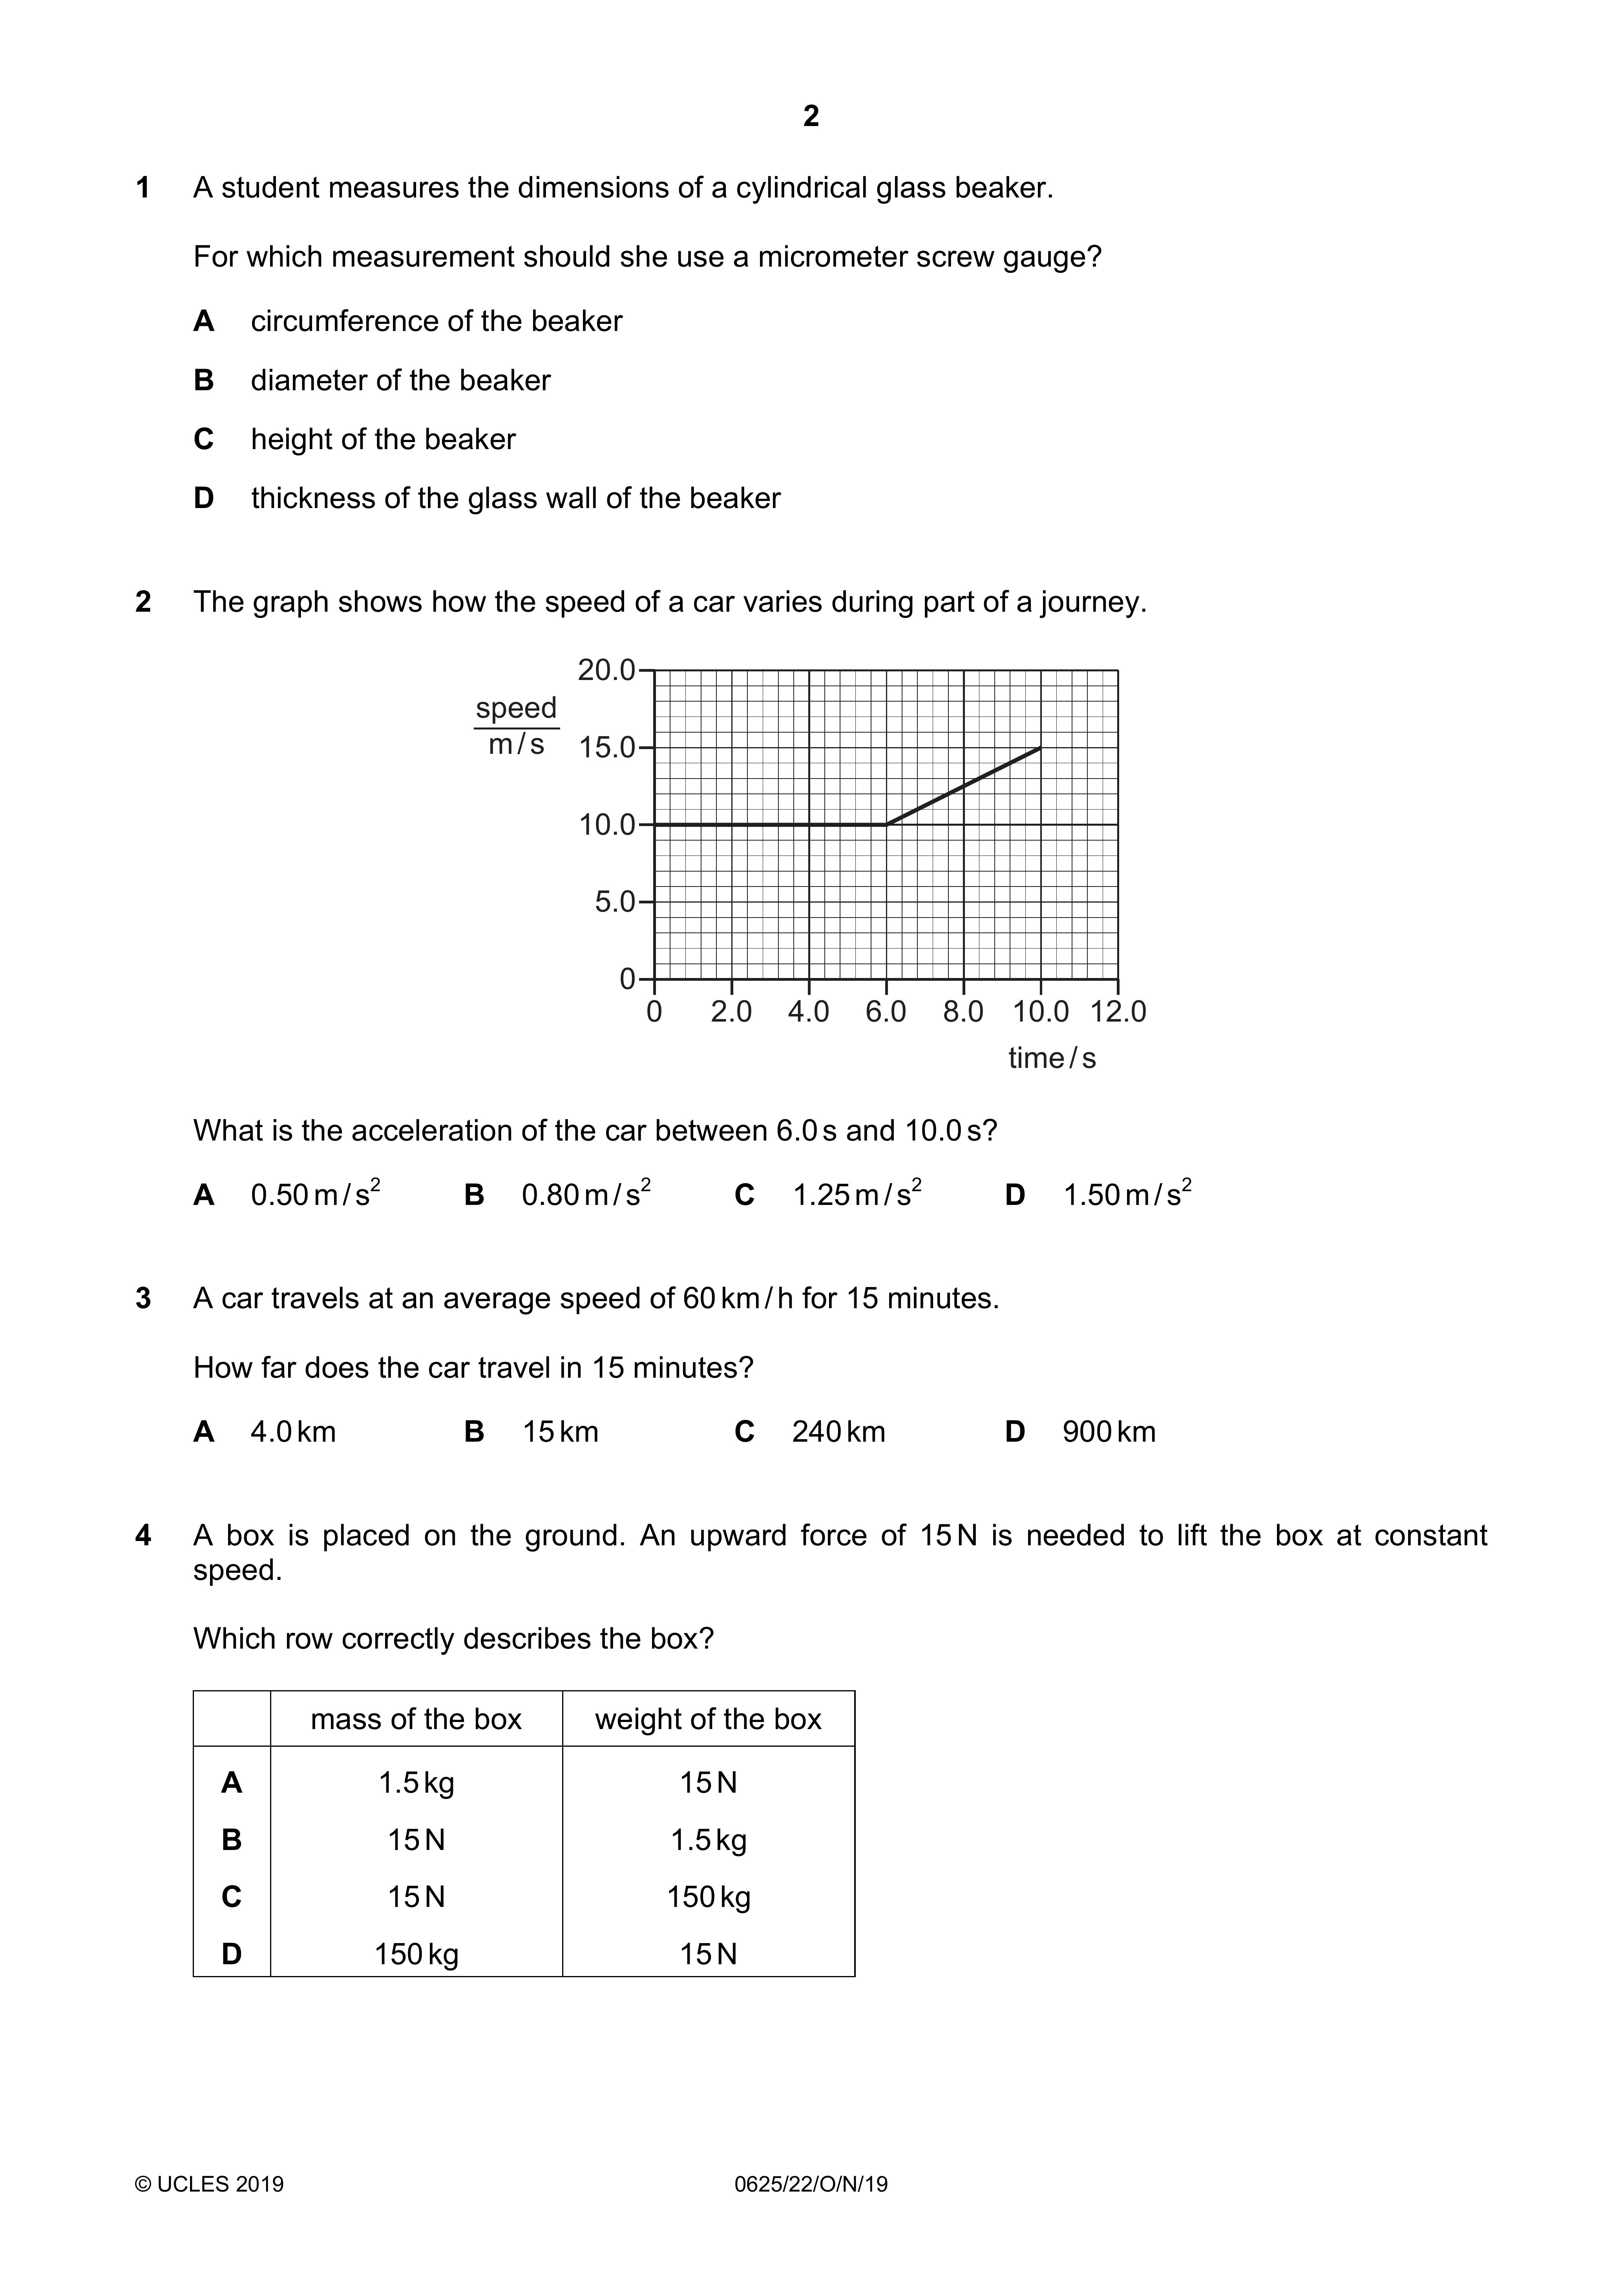 2
1 A student measures the dimensions of a cylindrical glass beaker.
For which measurement should she use a micrometer screw gauge?
A circumference of the beaker
B diameter of the beaker
C height of the beaker
D thickness of the glass wall of the beaker
2 The graph shows how the speed of a car varies during part of a journey.
20.0
speed
m / s
15.0
10.0
5.0
0
0 2.0 4.0 6.0 8.0 10.0 12.0
time / s
What is the acceleration of the car between 6.0 s and 10.0 s?
A 0.50 m / s² B 0.80 m / s² C 1.25 m / s² D 1.50 m / s²
3 A car travels at an average speed of 60 km / h for 15 minutes.
How far does the car travel in 15 minutes?
A 4.0 km B 15 km C 240 km D 900 km
4 A box is placed on the ground. An upward force of 15 N is needed to lift the box at constant
speed.
Which row correctly describes the box?
mass of the box weight of the box
A 1.5 kg 15 N
B 15 N 1.5 kg
C 15 N 150 kg
D 150 kg 15 N
© UCLES 2019 0625/22/O/N/19